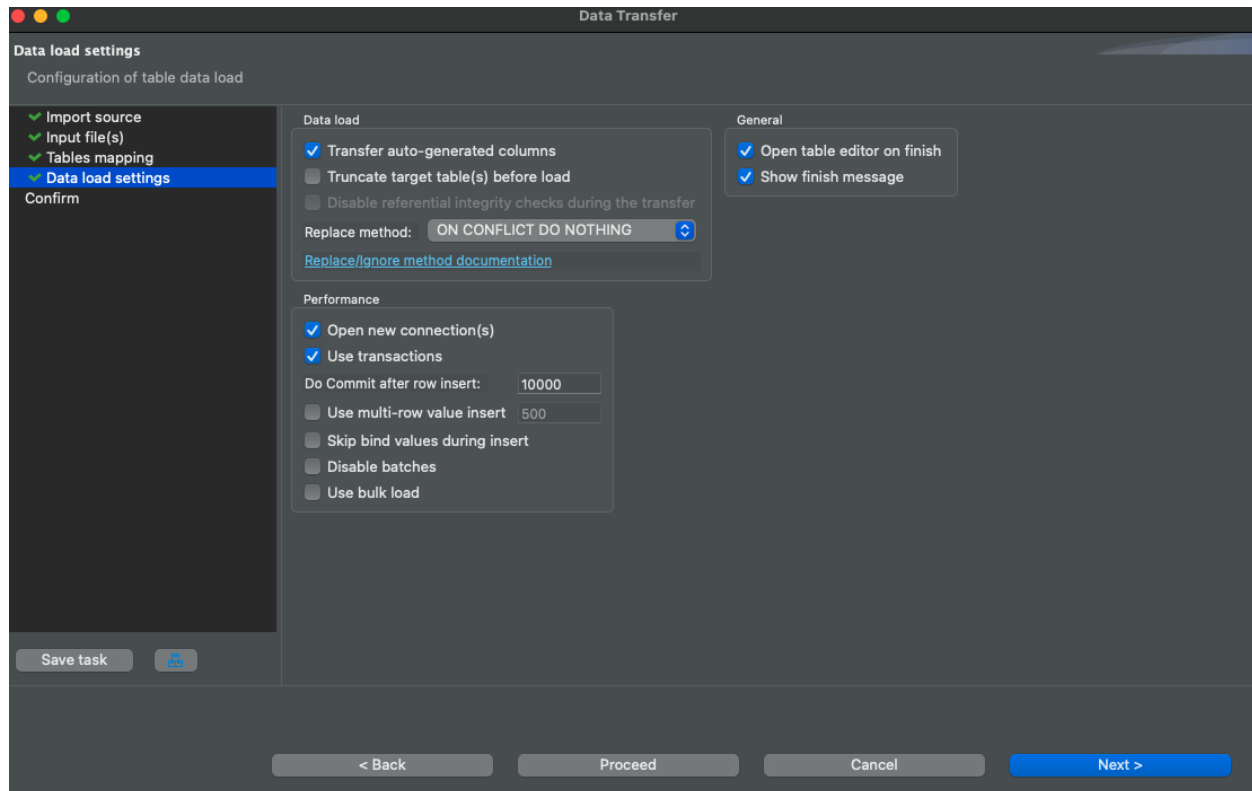 Data Transfer
Data load settings
Configuration of table data load
Import source
Input file(s)
Tables mapping
Data load settings
Confirm
Data load
Transfer auto-generated columns
Truncate target table(s) before load
Disable referential integrity checks during the transfer
Replace method: ON CONFLICT DO NOTHING
Replace/Ignore method documentation
General
Open table editor on finish
Show finish message
Performance
Open new connection(s)
Use transactions
Do Commit after row insert: 10000
Use multi-row value insert 500
Skip bind values during insert
Disable batches
Use bulk load
Save task
< Back
Proceed
Cancel
Next >